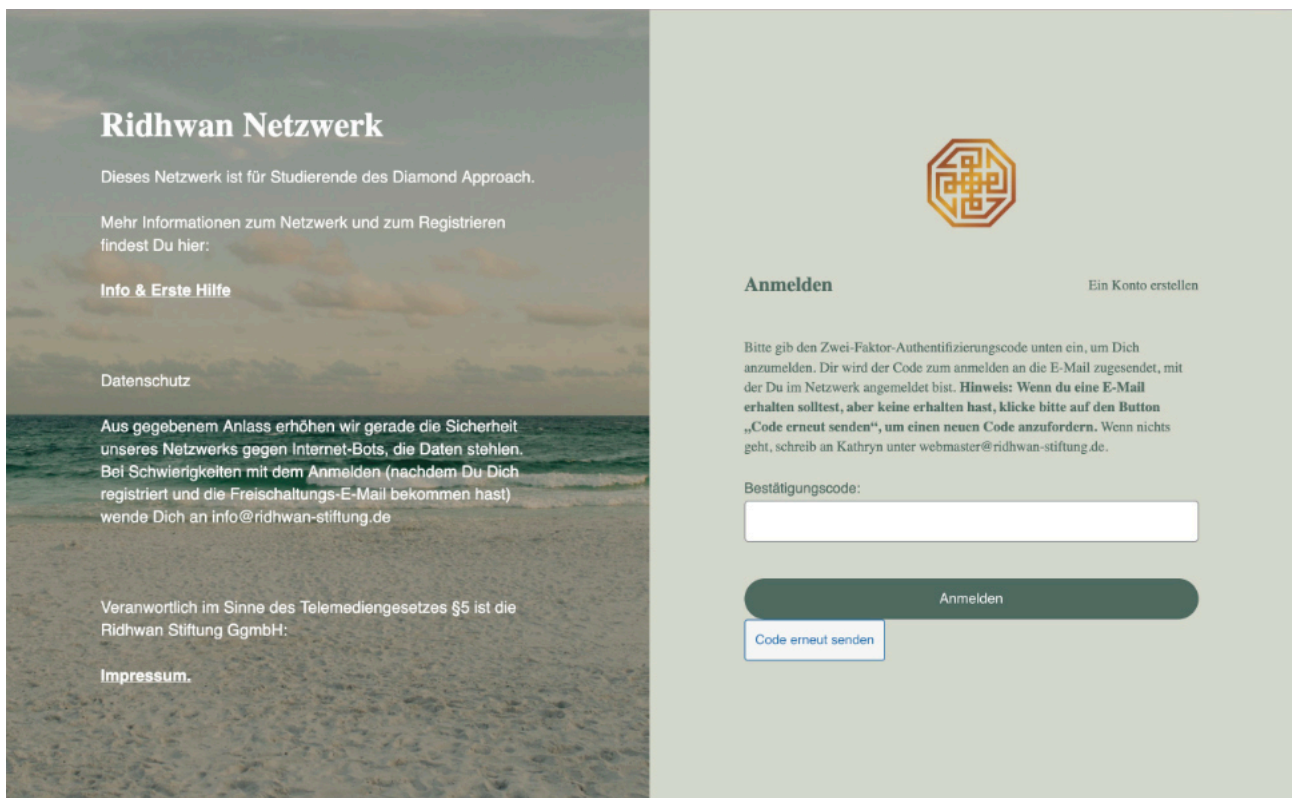 Ridhwan Netzwerk
Dieses Netzwerk ist für Studierende des Diamond Approach.
Mehr Informationen zum Netzwerk und zum Registrieren
findest Du hier:
Info & Erste Hilfe
Datenschutz
Aus gegebenem Anlass erhöhen wir gerade die Sicherheit
unseres Netzwerks gegen Internet-Bots, die Daten stehlen.
Bei Schwierigkeiten mit dem Anmelden (nachdem Du Dich
registriert und die Freischaltungs-E-Mail bekommen hast)
wende Dich an info@ridhwan-stiftung.de
Veranwortlich im Sinne des Telemediengesetzes §5 ist die
Ridhwan Stiftung GgmbH:
Impressum.
Anmelden
Ein Konto erstellen
Bitte gib den Zwei-Faktor-Authentifizierungscode unten ein, um Dich
anzumelden. Dir wird der Code zum anmelden an die E-Mail zugesendet, mit
der Du im Netzwerk angemeldet bist. Hinweis: Wenn du eine E-Mail
erhalten solltest, aber keine erhalten hast, klicke bitte auf den Button
„Code erneut senden“, um einen neuen Code anzufordern. Wenn nichts
geht, schreib an Kathryn unter webmaster@ridhwan-stiftung.de.
Bestätigungscode:
Anmelden
Code erneut senden